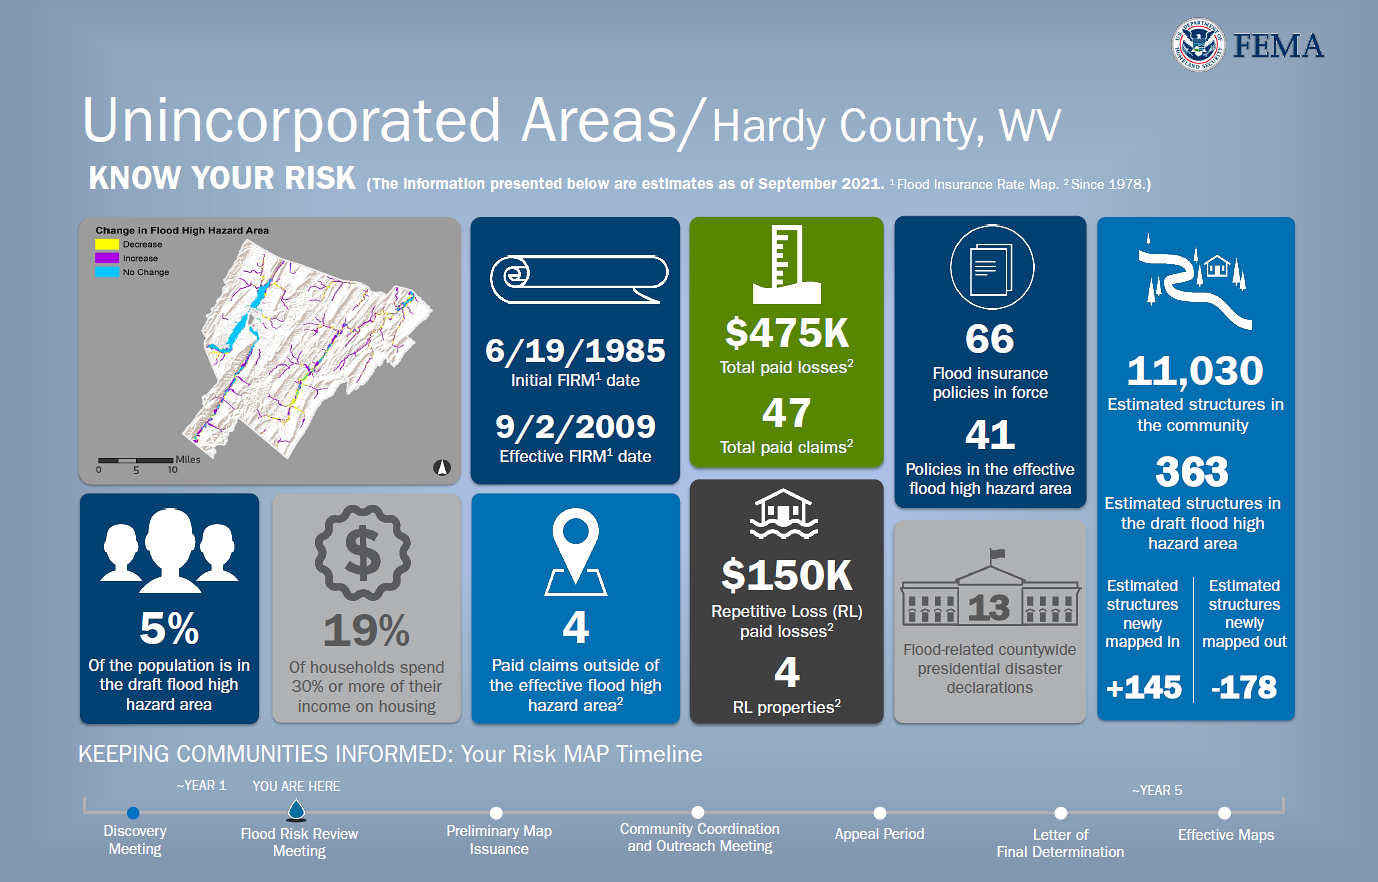 U.S. DEPARTMENT OF HOMELAND SECURITY
FEMA
Unincorporated Areas/Hardy County, WV
KNOW YOUR RISK (The information presented below are estimates as of September 2021. ¹ Flood Insurance Rate Map. ² Since 1978.)
Change in Flood High Hazard Area
Decrease
Increase
No Change
Miles
0 5 10
6/19/1985
Initial FIRM¹ date
9/2/2009
Effective FIRM¹ date
$475K
Total paid losses²
47
Total paid claims²
66
Flood insurance
policies in force
41
Policies in the effective
flood high hazard area
11,030
Estimated structures in
the community
363
Estimated structures in
the draft flood high
hazard area
Estimated
structures
newly
mapped in
+145
Estimated
structures
newly
mapped out
-178
5%
Of the population is in
the draft flood high
hazard area
19%
Of households spend
30% or more of their
income on housing
4
Paid claims outside of
the effective flood high
hazard area²
$150K
Repetitive Loss (RL)
paid losses²
4
RL properties²
13
Flood-related countywide
presidential disaster
declarations
KEEPING COMMUNITIES INFORMED: Your Risk MAP Timeline
~YEAR 1
YOU ARE HERE
~YEAR 5
Discovery
Meeting
Flood Risk Review
Meeting
Preliminary Map
Issuance
Community Coordination
and Outreach Meeting
Appeal Period
Letter of
Final Determination
Effective Maps